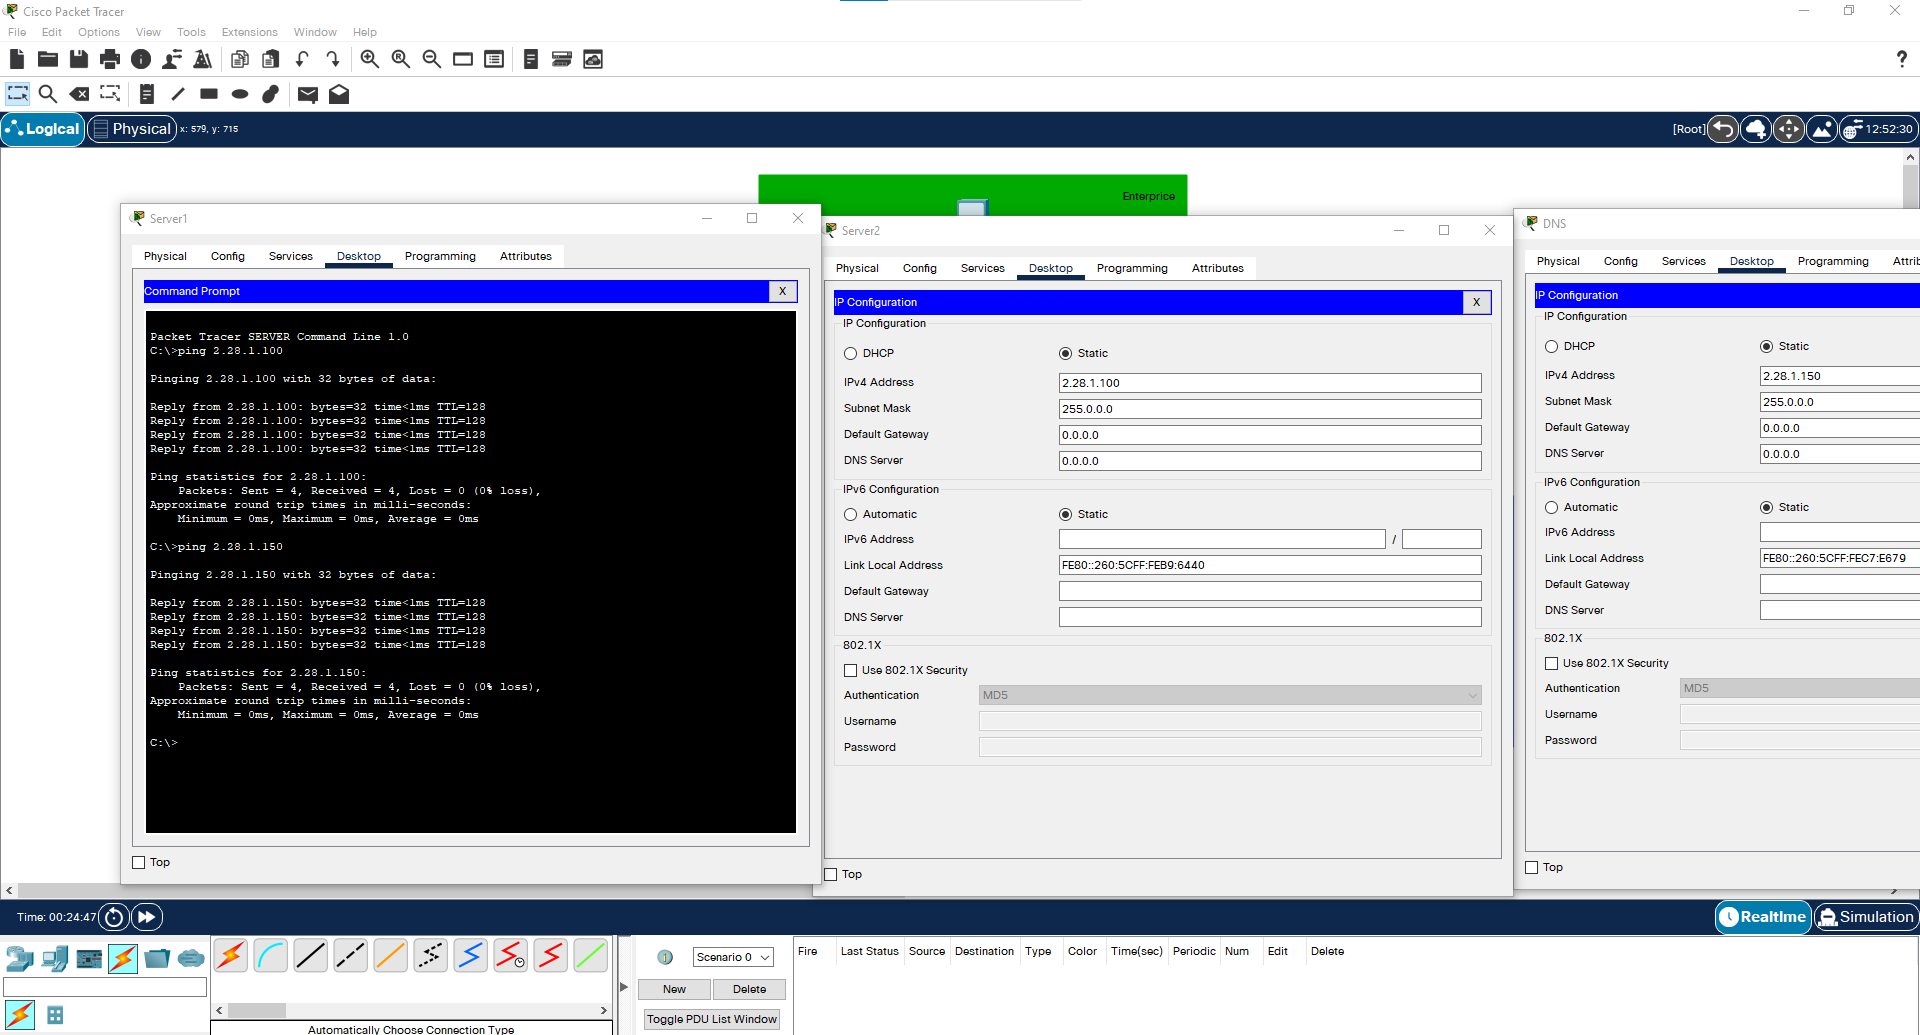 Cisco Packet Tracer
File Edit Options View Tools Extensions Window Help
?
Logical Physical x: 579, y: 715 [Root] 12:52:30
Enterprice
Server1
Physical Config Services Desktop Programming Attributes
Command Prompt X
Packet Tracer SERVER Command Line 1.0
C:\>ping 2.28.1.100
Pinging 2.28.1.100 with 32 bytes of data:
Reply from 2.28.1.100: bytes=32 time<1ms TTL=128
Reply from 2.28.1.100: bytes=32 time<1ms TTL=128
Reply from 2.28.1.100: bytes=32 time<1ms TTL=128
Reply from 2.28.1.100: bytes=32 time<1ms TTL=128
Ping statistics for 2.28.1.100:
Packets: Sent = 4, Received = 4, Lost = 0 (0% loss),
Approximate round trip times in milli-seconds:
Minimum = 0ms, Maximum = 0ms, Average = 0ms
C:\>ping 2.28.1.150
Pinging 2.28.1.150 with 32 bytes of data:
Reply from 2.28.1.150: bytes=32 time<1ms TTL=128
Reply from 2.28.1.150: bytes=32 time<1ms TTL=128
Reply from 2.28.1.150: bytes=32 time<1ms TTL=128
Reply from 2.28.1.150: bytes=32 time<1ms TTL=128
Ping statistics for 2.28.1.150:
Packets: Sent = 4, Received = 4, Lost = 0 (0% loss),
Approximate round trip times in milli-seconds:
Minimum = 0ms, Maximum = 0ms, Average = 0ms
C:\>
Top
Server2
Physical Config Services Desktop Programming Attributes
IP Configuration X
IP Configuration
DHCP Static
IPv4 Address 2.28.1.100
Subnet Mask 255.0.0.0
Default Gateway 0.0.0.0
DNS Server 0.0.0.0
IPv6 Configuration
Automatic Static
IPv6 Address /
Link Local Address FE80::260:5CFF:FEB9:6440
Default Gateway
DNS Server
802.1X
Use 802.1X Security
Authentication MD5
Username
Password
Top
DNS
Physical Config Services Desktop Programming Attrib
IP Configuration
IP Configuration
DHCP Static
IPv4 Address 2.28.1.150
Subnet Mask 255.0.0.0
Default Gateway 0.0.0.0
DNS Server 0.0.0.0
IPv6 Configuration
Automatic Static
IPv6 Address
Link Local Address FE80::260:5CFF:FEC7:E679
Default Gateway
DNS Server
802.1X
Use 802.1X Security
Authentication MD5
Username
Password
Top
Time: 00:24:47 Realtime Simulation
Scenario 0
New Delete
Toggle PDU List Window
Fire Last Status Source Destination Type Color Time(sec) Periodic Num Edit Delete
Automatically Choose Connection Type